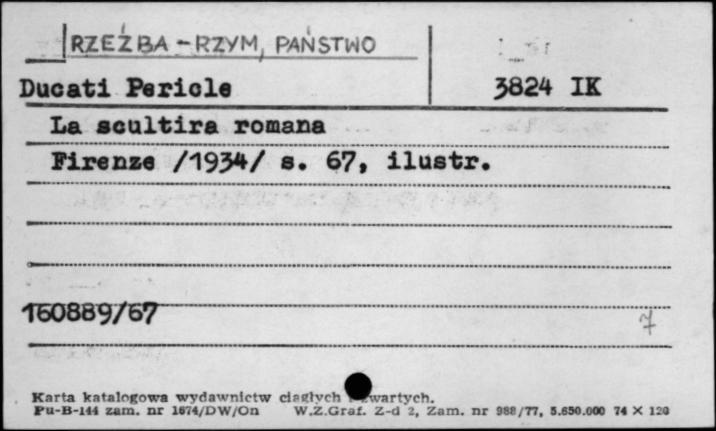 RZEŹBA - RZYM, PAŃSTWO
Ducati Pericle 3824 IK
La scultira romana
Firenze /1934/ s. 67, ilustr.
160889/67
7
Karta katalogowa wydawnictw ciągłych i zwartych.
Pu-B-144 zam. nr 1674/DW/On W.Z.Graf. Z-d 2, Zam. nr 988/77, 5.650.000 74 X 120